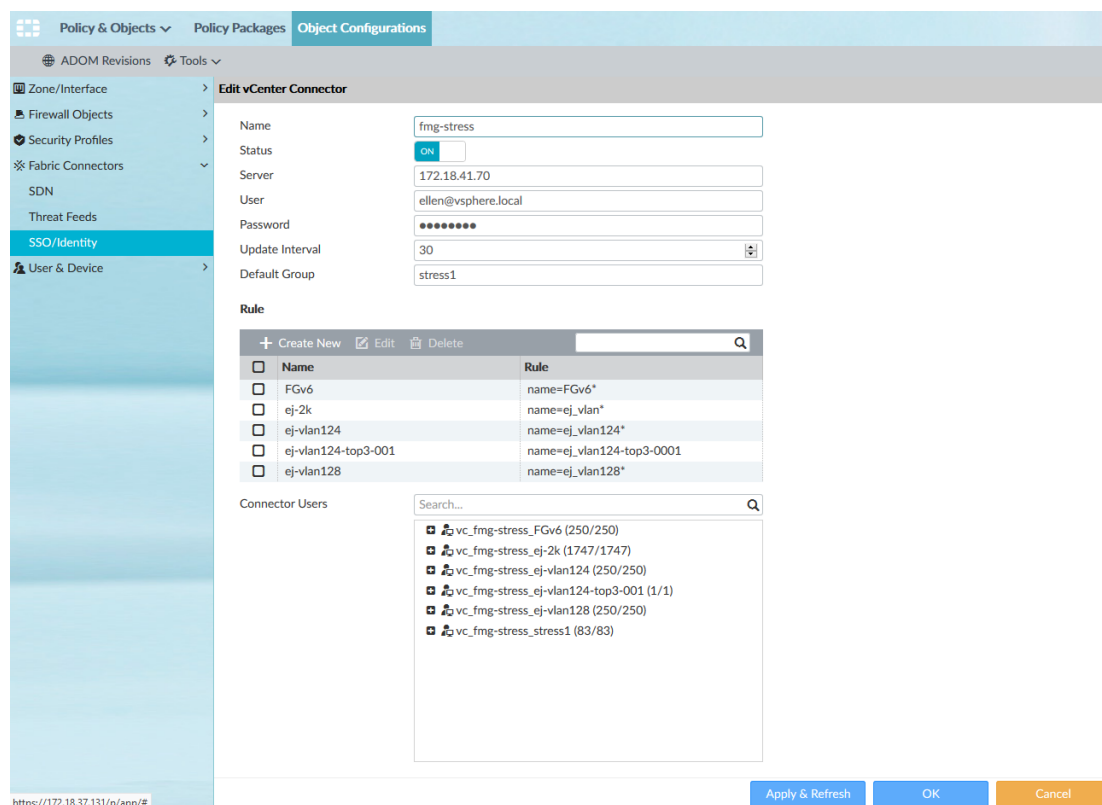 Policy & Objects Policy Packages Object Configurations
ADOM Revisions Tools
Zone/Interface
Firewall Objects
Security Profiles
Fabric Connectors
SDN
Threat Feeds
SSO/Identity
User & Device
Edit vCenter Connector
Name fmg-stress
Status ON
Server 172.18.41.70
User ellen@vsphere.local
Password ••••••••
Update Interval 30
Default Group stress1
Rule
Create New Edit Delete
Name Rule
FGv6 name=FGv6*
ej-2k name=ej_vlan*
ej-vlan124 name=ej_vlan124*
ej-vlan124-top3-001 name=ej_vlan124-top3-0001
ej-vlan128 name=ej_vlan128*
Connector Users Search...
vc_fmg-stress_FGv6 (250/250)
vc_fmg-stress_ej-2k (1747/1747)
vc_fmg-stress_ej-vlan124 (250/250)
vc_fmg-stress_ej-vlan124-top3-001 (1/1)
vc_fmg-stress_ej-vlan128 (250/250)
vc_fmg-stress_stress1 (83/83)
Apply & Refresh OK Cancel
https://172.18.37.131/p/app/#